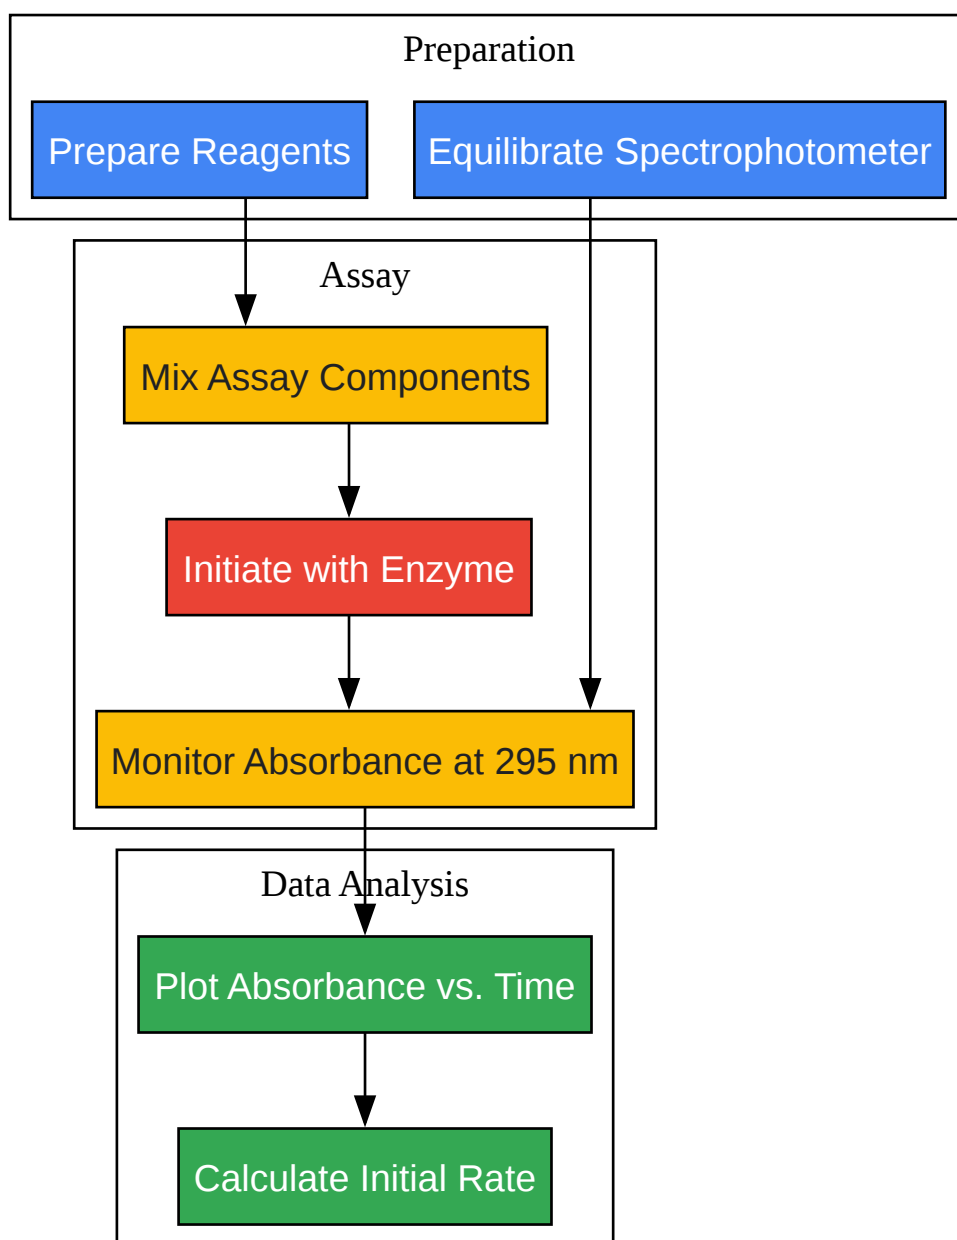 Preparation
Prepare Reagents
Equilibrate Spectrophotometer
Assay
Mix Assay Components
Initiate with Enzyme
Monitor Absorbance at 295 nm
Data Analysis
Plot Absorbance vs. Time
Calculate Initial Rate